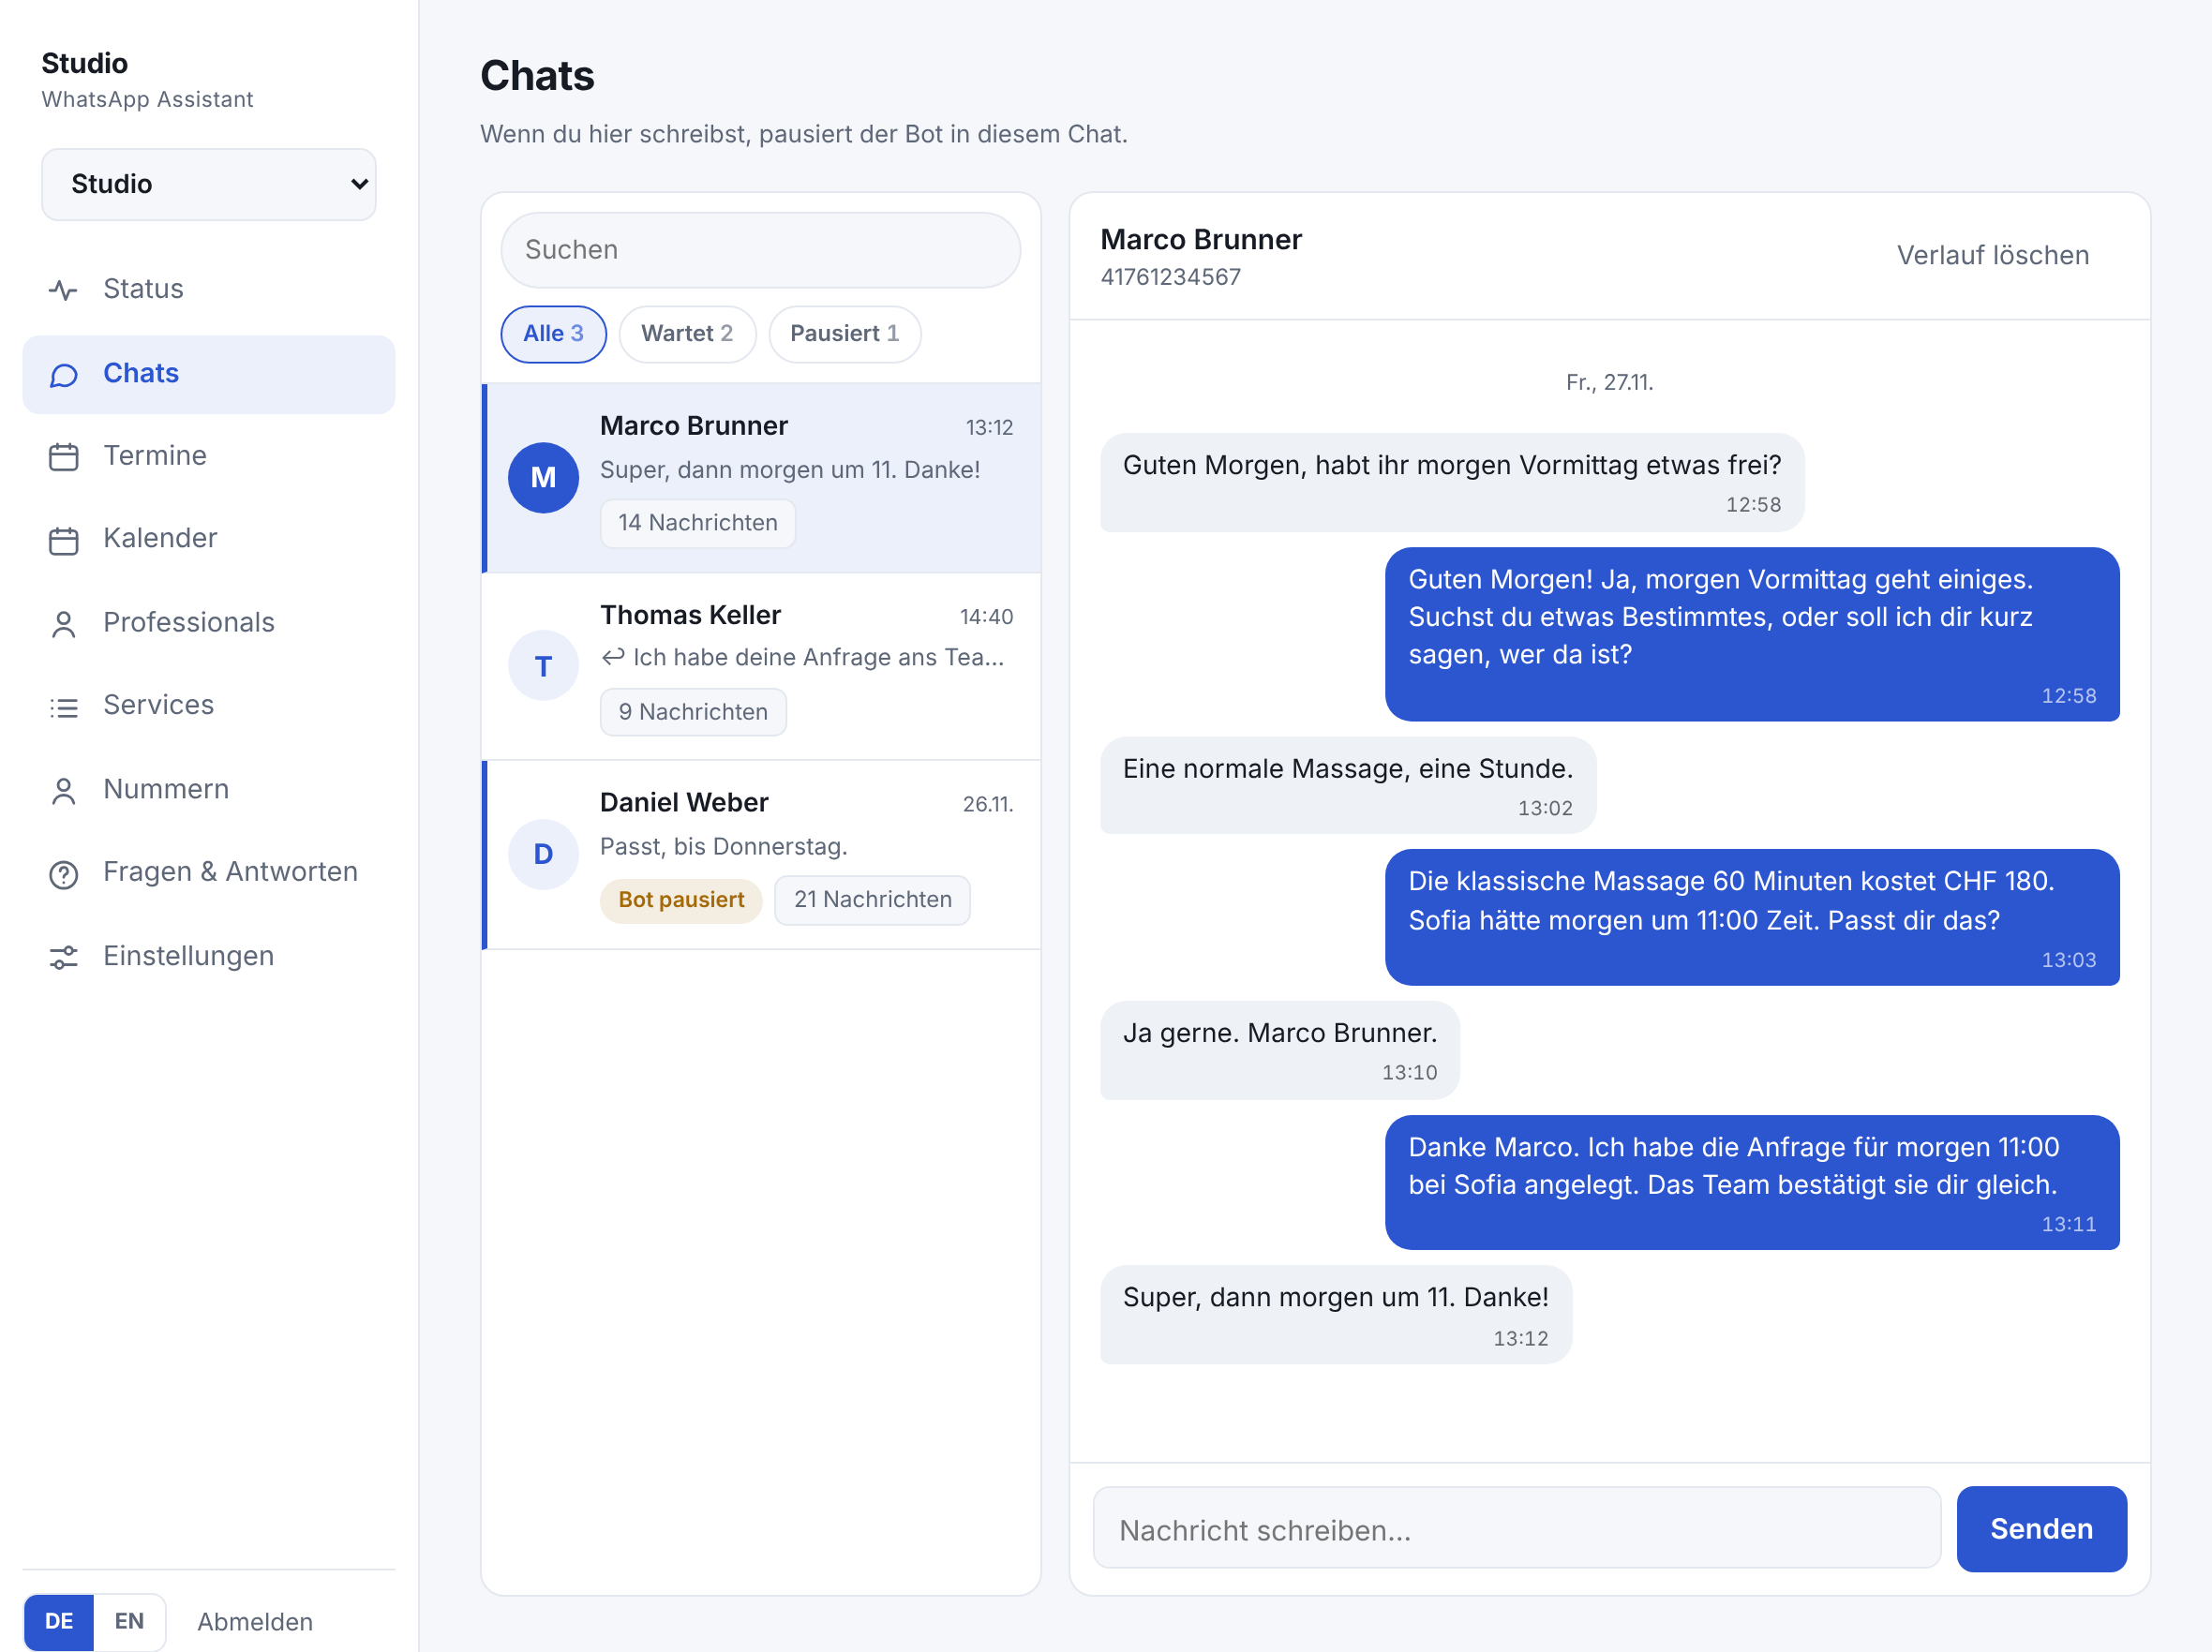 Studio
WhatsApp Assistant
Studio
Status
Chats
Termine
Kalender
Professionals
Services
Nummern
Fragen & Antworten
Einstellungen
DE
EN
Abmelden
Chats
Wenn du hier schreibst, pausiert der Bot in diesem Chat.
Suchen
Alle 3
Wartet 2
Pausiert 1
M
Marco Brunner
13:12
Super, dann morgen um 11. Danke!
14 Nachrichten
T
Thomas Keller
14:40
Ich habe deine Anfrage ans Tea...
9 Nachrichten
D
Daniel Weber
26.11.
Passt, bis Donnerstag.
Bot pausiert
21 Nachrichten
Marco Brunner
41761234567
Verlauf löschen
Fr., 27.11.
Guten Morgen, habt ihr morgen Vormittag etwas frei?
12:58
Guten Morgen! Ja, morgen Vormittag geht einiges.
Suchst du etwas Bestimmtes, oder soll ich dir kurz
sagen, wer da ist?
12:58
Eine normale Massage, eine Stunde.
13:02
Die klassische Massage 60 Minuten kostet CHF 180.
Sofia hätte morgen um 11:00 Zeit. Passt dir das?
13:03
Ja gerne. Marco Brunner.
13:10
Danke Marco. Ich habe die Anfrage für morgen 11:00
bei Sofia angelegt. Das Team bestätigt sie dir gleich.
13:11
Super, dann morgen um 11. Danke!
13:12
Nachricht schreiben...
Senden